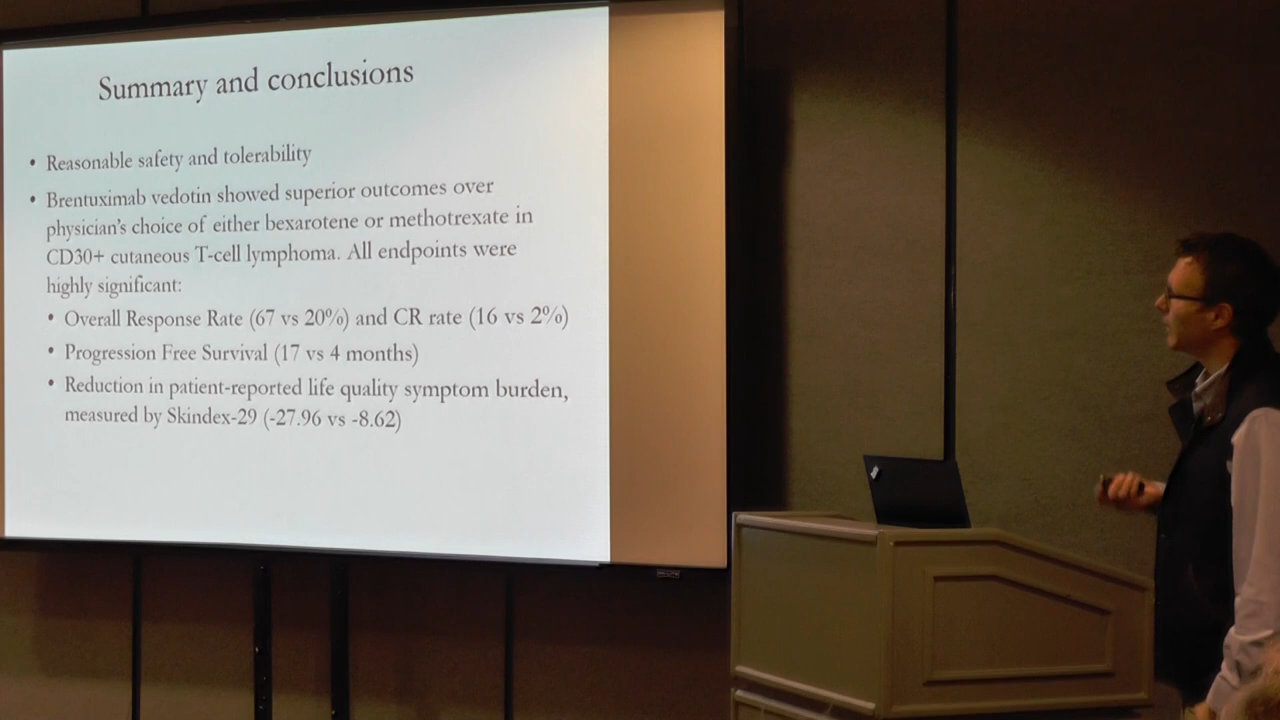 Summary and conclusions
• Reasonable safety and tolerability
• Brentuximab vedotin showed superior outcomes over
physician's choice of either bexarotene or methotrexate in
CD30+ cutaneous T-cell lymphoma. All endpoints were
highly significant:
• Overall Response Rate (67 vs 20%) and CR rate (16 vs 2%)
• Progression Free Survival (17 vs 4 months)
• Reduction in patient-reported life quality symptom burden,
measured by Skindex-29 (-27.96 vs -8.62)